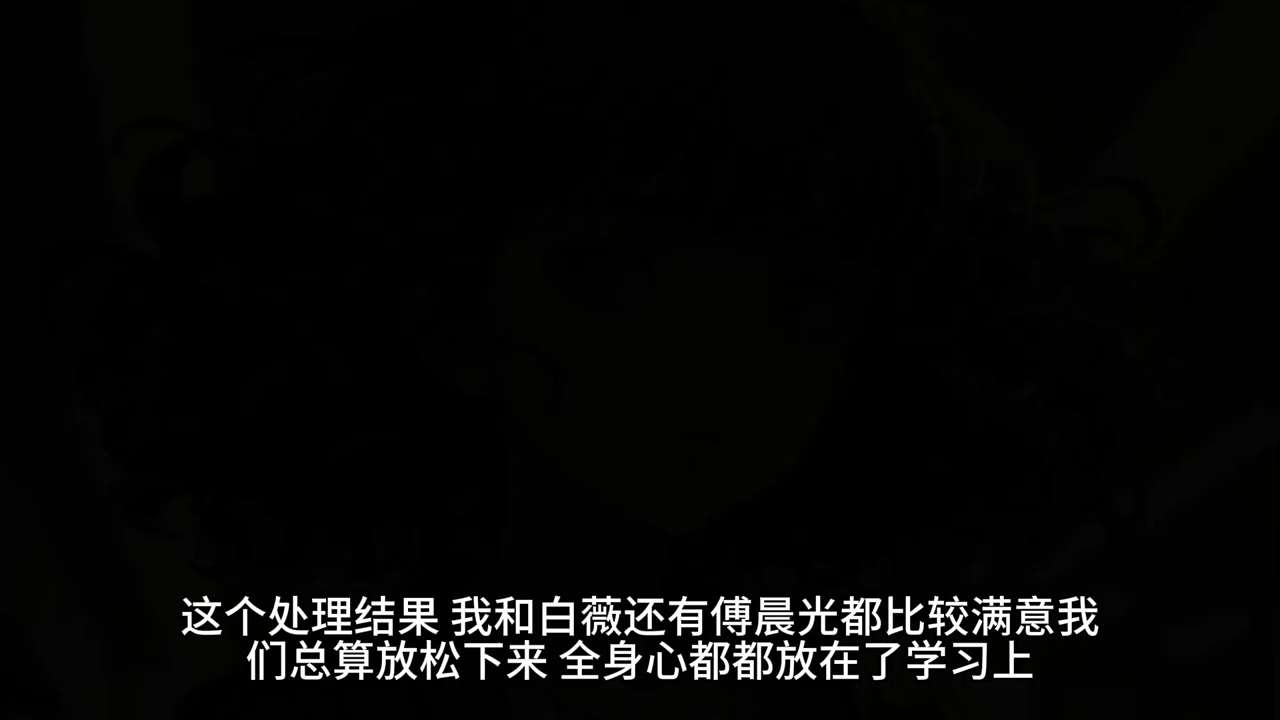 这个处理结果 我和白薇还有傅晨光都比较满意我
们总算放松下来 全身心都都放在了学习上